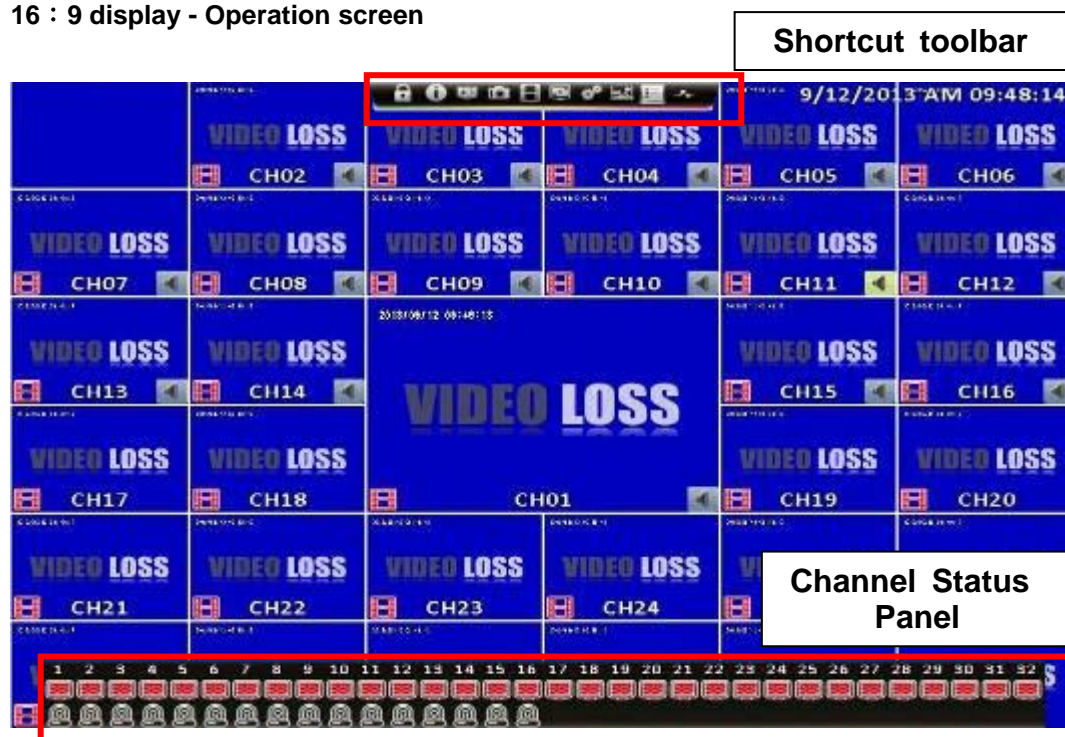 16：9 display - Operation screen
Shortcut toolbar
9/12/2013 AM 09:48:14
VIDEO LOSS VIDEO LOSS VIDEO LOSS VIDEO LOSS VIDEO LOSS
CH02 CH03 CH04 CH05 CH06
VIDEO LOSS VIDEO LOSS VIDEO LOSS VIDEO LOSS VIDEO LOSS VIDEO LOSS
CH07 CH08 CH09 CH10 CH11 CH12
VIDEO LOSS VIDEO LOSS VIDEO LOSS VIDEO LOSS
CH13 CH14 CH15 CH16
VIDEO LOSS
VIDEO LOSS VIDEO LOSS VIDEO LOSS VIDEO LOSS
CH17 CH18 CH01 CH19 CH20
VIDEO LOSS VIDEO LOSS VIDEO LOSS VIDEO LOSS
CH21 CH22 CH23 CH24
Channel Status
Panel
1 2 3 4 5 6 7 8 9 10 11 12 13 14 15 16 17 18 19 20 21 22 23 24 25 26 27 28 29 30 31 32